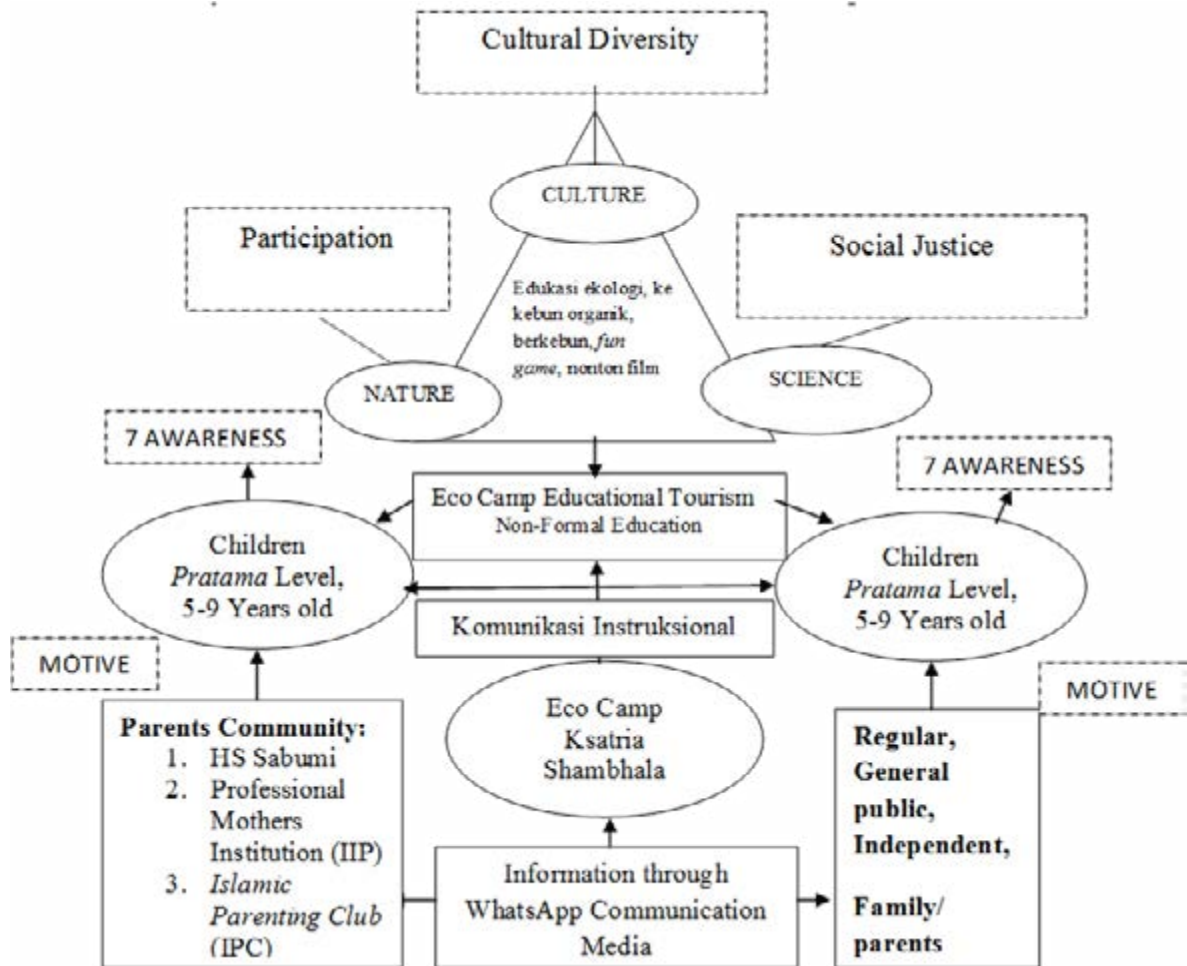 Cultural Diversity
CULTURE
Participation
Social Justice
Edukasi ekologi, ke
kebun organik,
berkebun, fun
game, nonton film
NATURE
SCIENCE
7 AWARENESS
7 AWARENESS
Eco Camp Educational Tourism
Non-Formal Education
Children
Pratama Level,
5-9 Years old
Children
Pratama Level,
5-9 Years old
Komunikasi Instruksional
MOTIVE
MOTIVE
Eco Camp
Ksatria
Shambhala
Parents Community:
1. HS Sabumi
2. Professional
Mothers
Institution (IIP)
3. Islamic
Parenting Club
(IPC)
Information through
WhatsApp Communication
Media
Regular,
General
public,
Independent,
Family/
parents